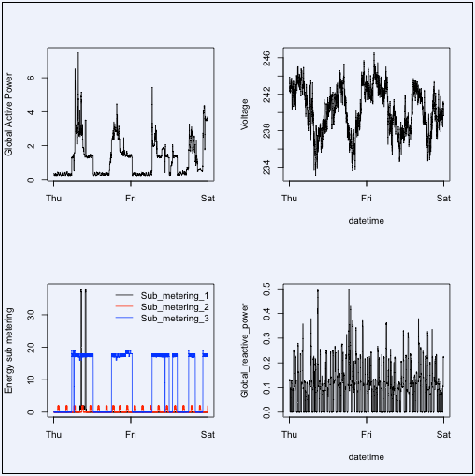 Global Active Power
0 2 4 6
Thu Fri Sat
Voltage
234 238 242 246
Thu Fri Sat
datetime
Energy sub metering
0 10 20 30
Sub_metering_1
Sub_metering_2
Sub_metering_3
Thu Fri Sat
Global_reactive_power
0.0 0.1 0.2 0.3 0.4 0.5
Thu Fri Sat
datetime